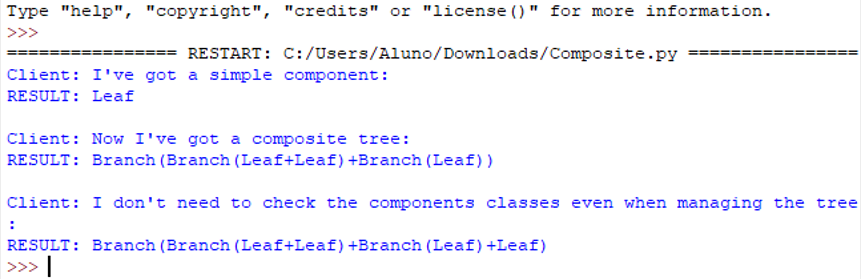 Type "help", "copyright", "credits" or "license()" for more information.
>>>
================ RESTART: C:/Users/Aluno/Downloads/Composite.py ================
Client: I've got a simple component:
RESULT: Leaf

Client: Now I've got a composite tree:
RESULT: Branch(Branch(Leaf+Leaf)+Branch(Leaf))

Client: I don't need to check the components classes even when managing the tree
:
RESULT: Branch(Branch(Leaf+Leaf)+Branch(Leaf)+Leaf)
>>>